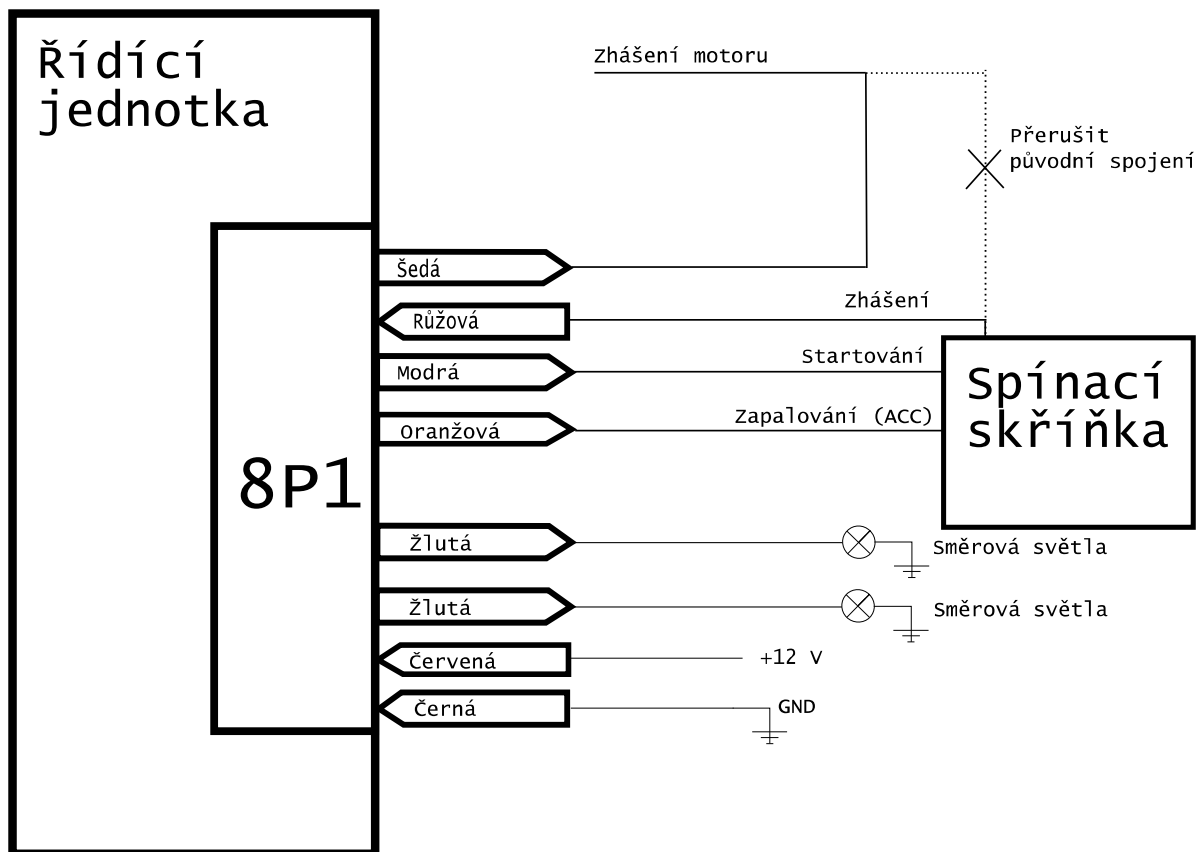 Řídící
jednotka
Zhášení motoru
Přerušit
původní spojení
Šedá
Zhášení
Růžová
Startování
Modrá
Zapalování (ACC)
Oranžová
Spínací
skříňka
8P1
Žlutá
Směrová světla
Žlutá
Směrová světla
Červená
+12 V
Černá
GND